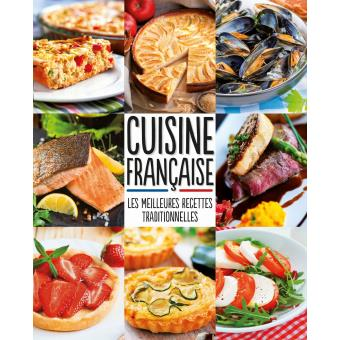 CUISINE
FRANÇAISE
LES MEILLEURES RECETTES
TRADITIONNELLES